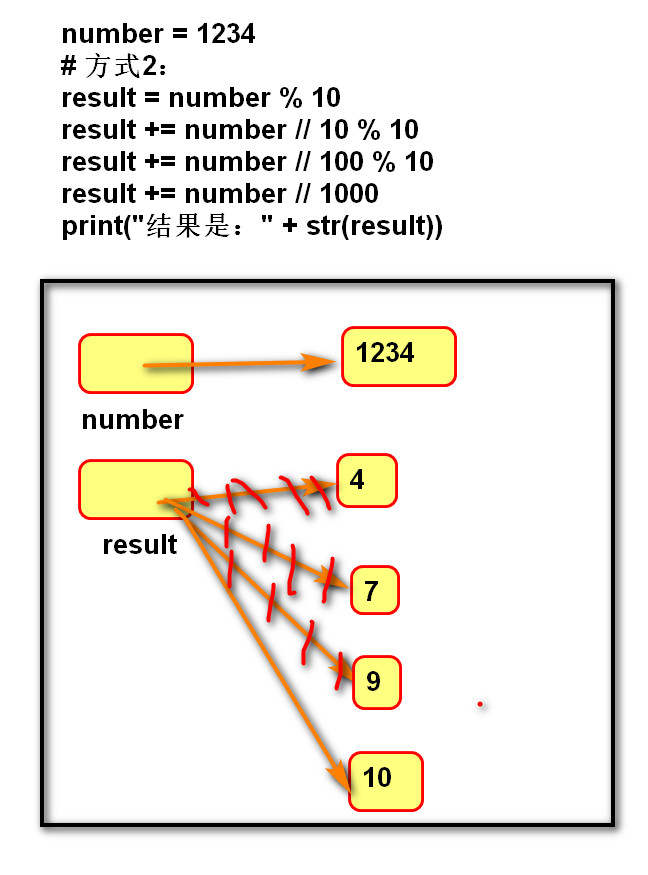 number = 1234
# 方式2：
result = number % 10
result += number // 10 % 10
result += number // 100 % 10
result += number // 1000
print("结果是：" + str(result))
1234
number
4
result
7
9
10